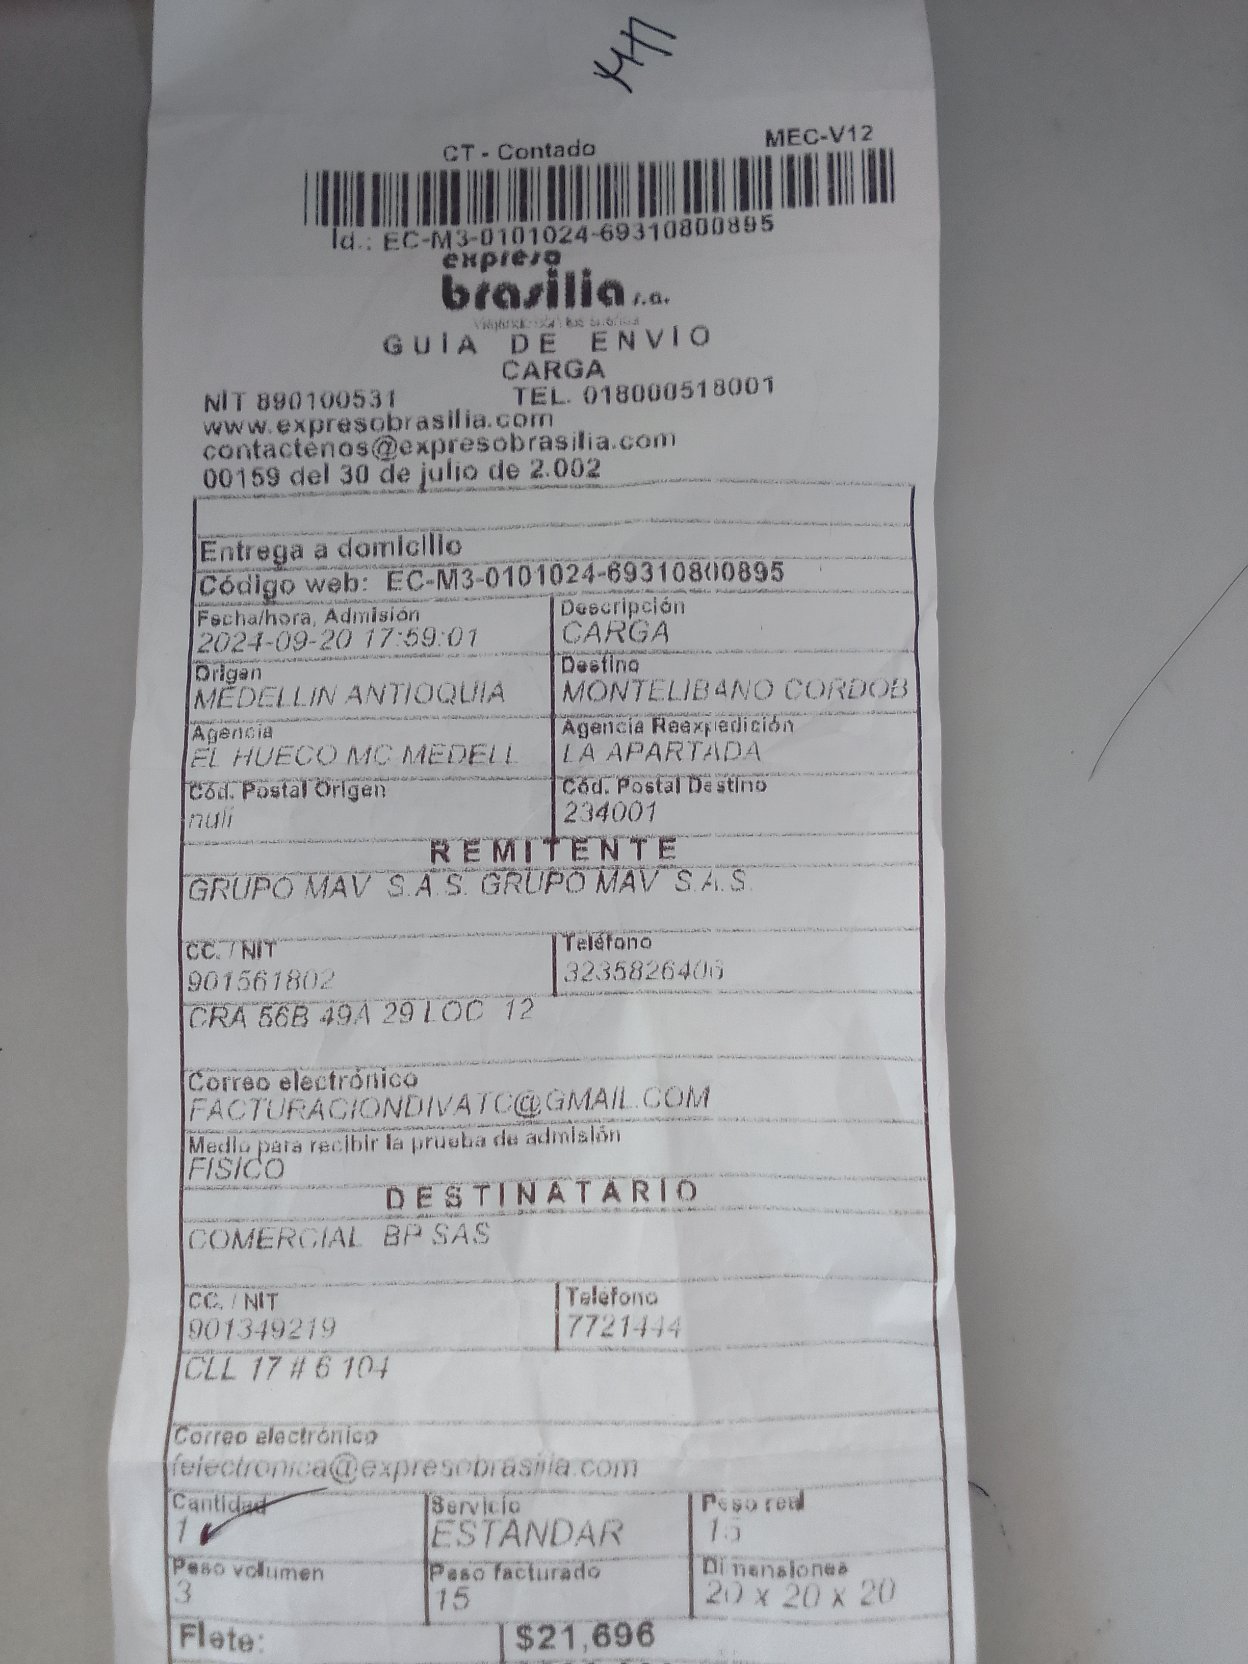 CT - Contado MEC-V12
Id.: EC-M3-0101024-69310800895
expreso
brasilia s.a.
GUÍA DE ENVÍO
CARGA
NIT 890100531 TEL. 018000518001
www.expresobrasilia.com
contactenos@expresobrasilia.com
00159 del 30 de julio de 2.002
Entrega a domicilio
Código web: EC-M3-0101024-69310800895
Fecha/hora, Admisión Descripción
2024-09-20 17:59:01 CARGA
Origen Destino
MEDELLIN ANTIOQUIA MONTELIBANO CORDOB
Agencia Agencia Reexpedición
EL HUECO MC MEDELL LA APARTADA
Cód. Postal Origen Cód. Postal Destino
null 234001
REMITENTE
GRUPO MAV S.A.S. GRUPO MAV S.A.S.
CC. / NIT Teléfono
901561802 3235826406
CRA 56B 49A 29 LOC 12
Correo electrónico
FACTURACIONDIVATC@GMAIL.COM
Medio para recibir la prueba de admisión
FISICO
DESTINATARIO
COMERCIAL BP SAS
CC. / NIT Teléfono
901349219 7721444
CLL 17 # 6 104
Correo electrónico
felectronica@expresobrasilia.com
Cantidad Servicio Peso real
1 ESTANDAR 15
Peso volumen Peso facturado Dimensiones
3 15 20 x 20 x 20
Flete: $21,696